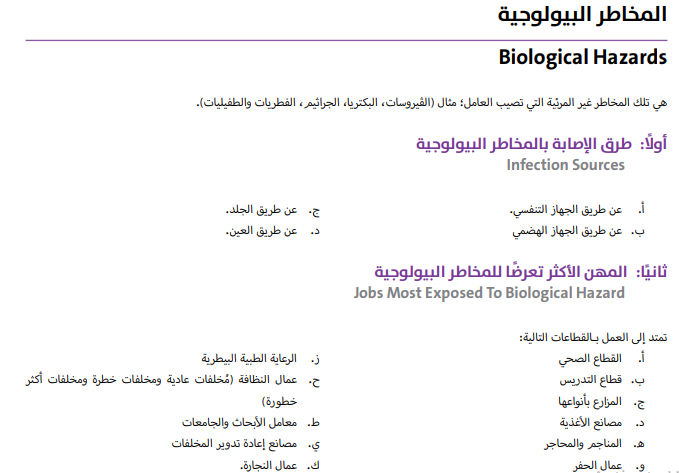 المخاطر البيولوجية
Biological Hazards
هي تلك المخاطر غير المرئية التي تصيب العامل؛ مثال (الڤيروسات، البكتريا، الجراثيم، الفطريات والطفيليات).
أولًا: طرق الإصابة بالمخاطر البيولوجية
Infection Sources
أ. عن طريق الجهاز التنفسي.
ب. عن طريق الجهاز الهضمي
ج. عن طريق الجلد.
د. عن طريق العين.
ثانيًا: المهن الأكثر تعرضًا للمخاطر البيولوجية
Jobs Most Exposed To Biological Hazard
تمتد إلى العمل بـالقطاعات التالية:
أ. القطاع الصحي
ب. قطاع التدريس
ج. المزارع بأنواعها
د. مصانع الأغذية
هـ. المناجم والمحاجر
و. عمال الحفر
ز. الرعاية الطبية البيطرية
ح. عمال النظافة (مُخلفات عادية ومخلفات خطرة ومخلفات أكثر
خطورة)
ط. معامل الأبحاث والجامعات
ي. مصانع إعادة تدوير المخلفات
ك. عمال النجارة.